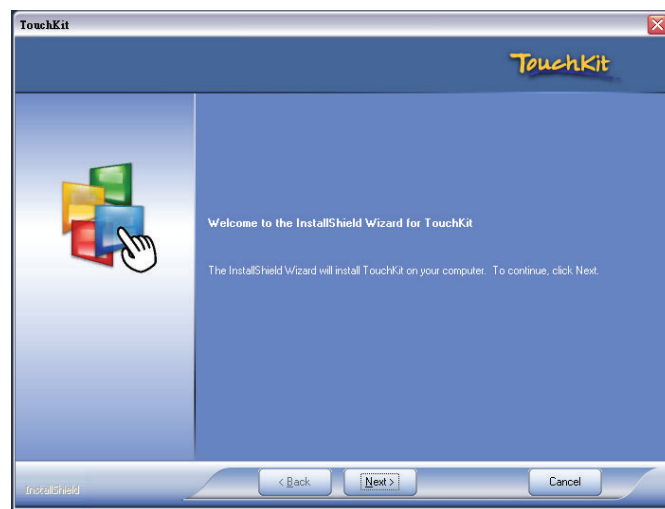 TouchKit
TouchKit
Welcome to the InstallShield Wizard for TouchKit
The InstallShield Wizard will install TouchKit on your computer. To continue, click Next.
InstallShield
< Back
Next >
Cancel